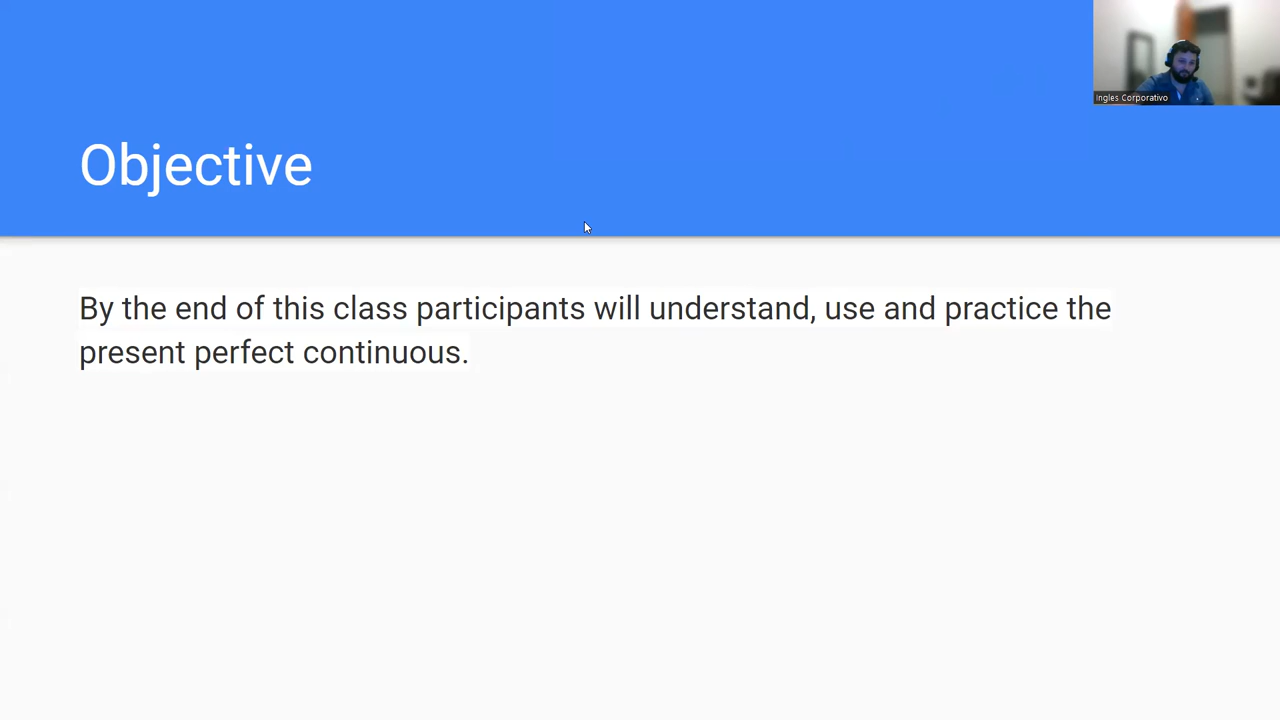 Ingles Corporativo
Objective
By the end of this class participants will understand, use and practice the
present perfect continuous.